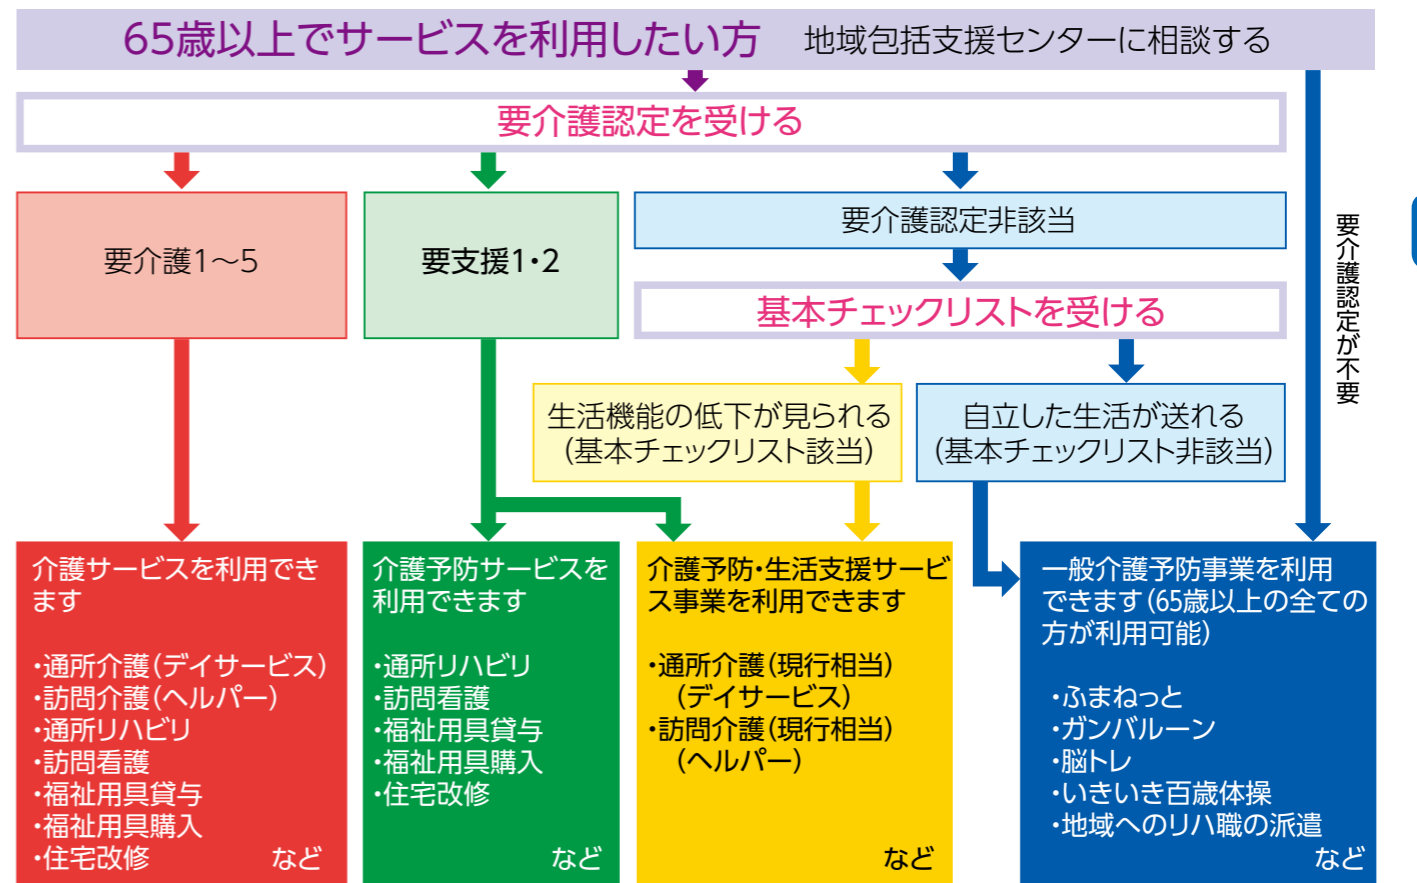 65歳以上でサービスを利用したい方 地域包括支援センターに相談する
要介護認定を受ける
要介護1～5
要支援1・2
要介護認定非該当
基本チェックリストを受ける
生活機能の低下が見られる
(基本チェックリスト該当)
自立した生活が送れる
(基本チェックリスト非該当)
要介護認定が不要
介護サービスを利用でき
ます
・通所介護(デイサービス)
・訪問介護(ヘルパー)
・通所リハビリ
・訪問看護
・福祉用具貸与
・福祉用具購入
・住宅改修 など
介護予防サービスを
利用できます
・通所リハビリ
・訪問看護
・福祉用具貸与
・福祉用具購入
・住宅改修
など
介護予防・生活支援サービ
ス事業を利用できます
・通所介護(現行相当)
(デイサービス)
・訪問介護(現行相当)
(ヘルパー)
など
一般介護予防事業を利用
できます(65歳以上の全ての
方が利用可能)
・ふまねっと
・ガンバルーン
・脳トレ
・いきいき百歳体操
・地域へのリハ職の派遣
など